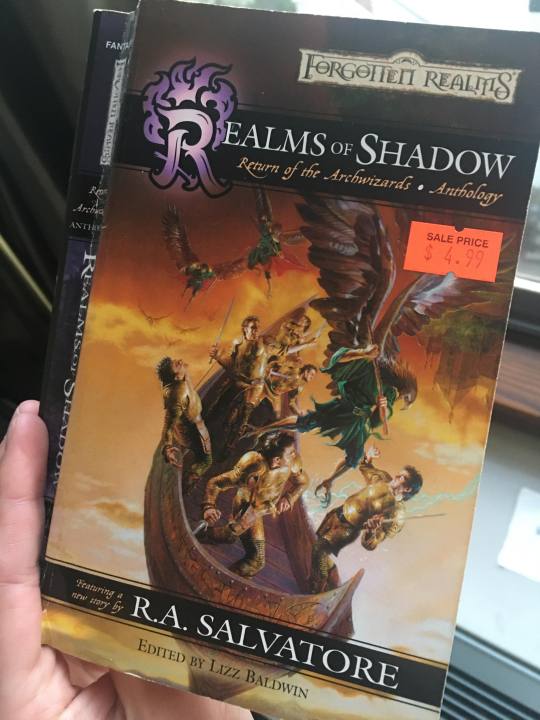 FORGOTTEN REALMS
REALMS OF SHADOW
Return of the Archwizards • Anthology
SALE PRICE
$ 4.99
Featuring a
new story by
R.A. SALVATORE
EDITED BY LIZZ BALDWIN
FANTA
REALMS OF SHADOW